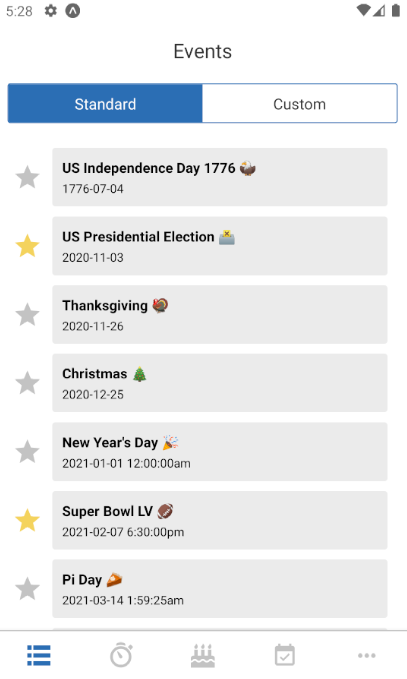 5:28
Events
Standard
Custom
US Independence Day 1776
1776-07-04
US Presidential Election
2020-11-03
Thanksgiving
2020-11-26
Christmas
2020-12-25
New Year's Day
2021-01-01 12:00:00am
Super Bowl LV
2021-02-07 6:30:00pm
Pi Day
2021-03-14 1:59:25am